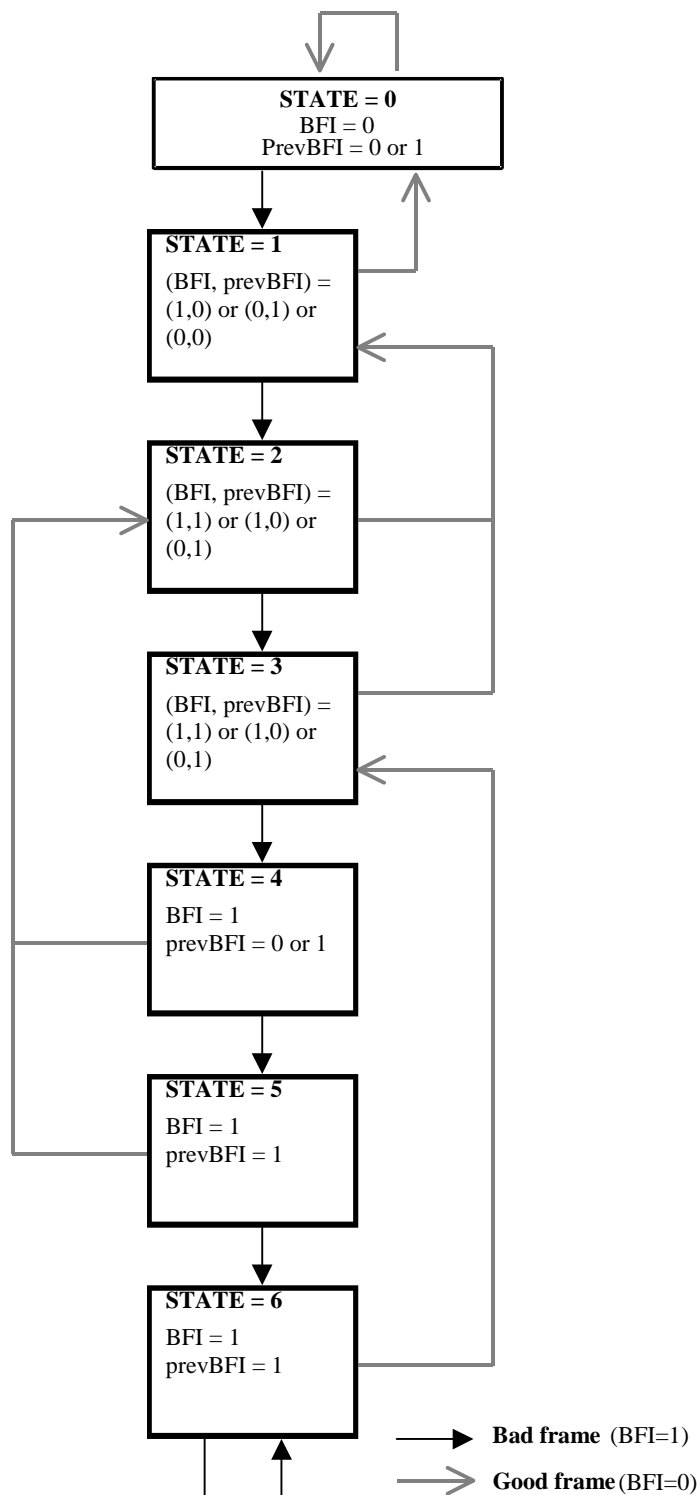 STATE = 0
BFI = 0
PrevBFI = 0 or 1
STATE = 1
(BFI, prevBFI) =
(1,0) or (0,1) or
(0,0)
STATE = 2
(BFI, prevBFI) =
(1,1) or (1,0) or
(0,1)
STATE = 3
(BFI, prevBFI) =
(1,1) or (1,0) or
(0,1)
STATE = 4
BFI = 1
prevBFI = 0 or 1
STATE = 5
BFI = 1
prevBFI = 1
STATE = 6
BFI = 1
prevBFI = 1
Bad frame (BFI=1)
Good frame (BFI=0)